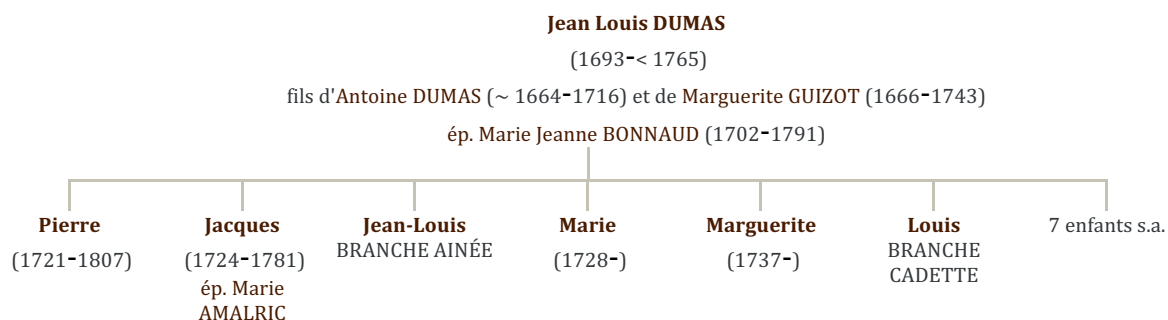 Jean Louis DUMAS
(1693-< 1765)
fils d'Antoine DUMAS (~ 1664-1716) et de Marguerite GUIZOT (1666-1743)
ép. Marie Jeanne BONNAUD (1702-1791)
Pierre
(1721-1807)
Jacques
(1724-1781)
ép. Marie
AMALRIC
Jean-Louis
BRANCHE AINÉE
Marie
(1728-)
Marguerite
(1737-)
Louis
BRANCHE
CADETTE
7 enfants s.a.